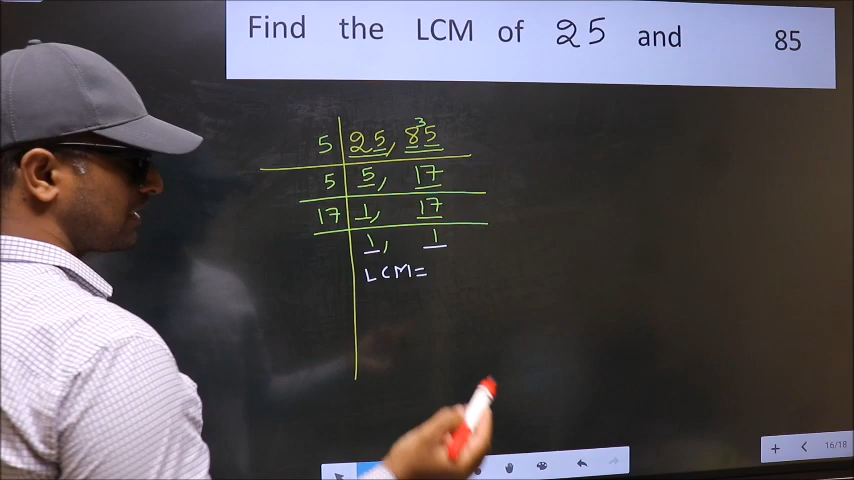 Find the LCM of 25 and 85
5 25, 8³5
5 5, 17
17 1, 17
1, 1
LCM=
16/18